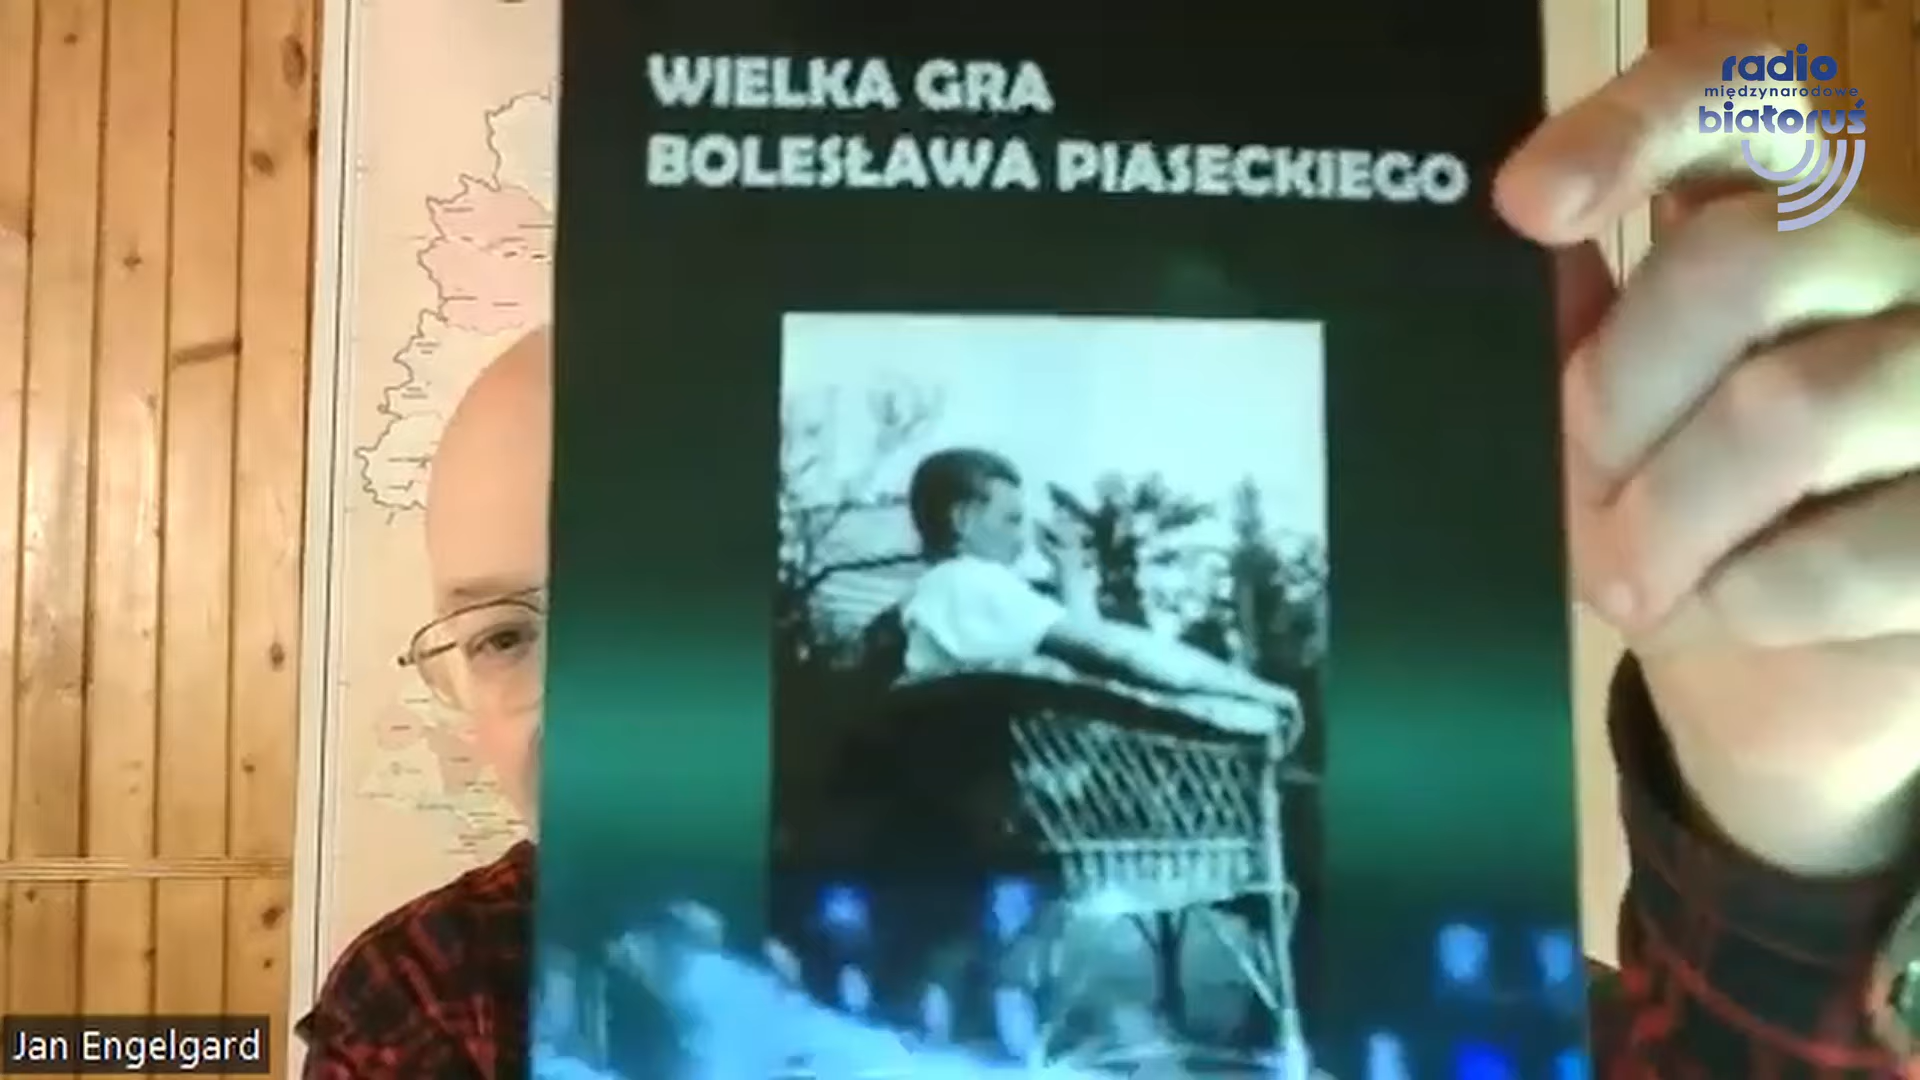 WIELKA GRA
BOLESŁAWA PIASECKIEGO
radio
międzynarodowe
białoruś
Jan Engelgard